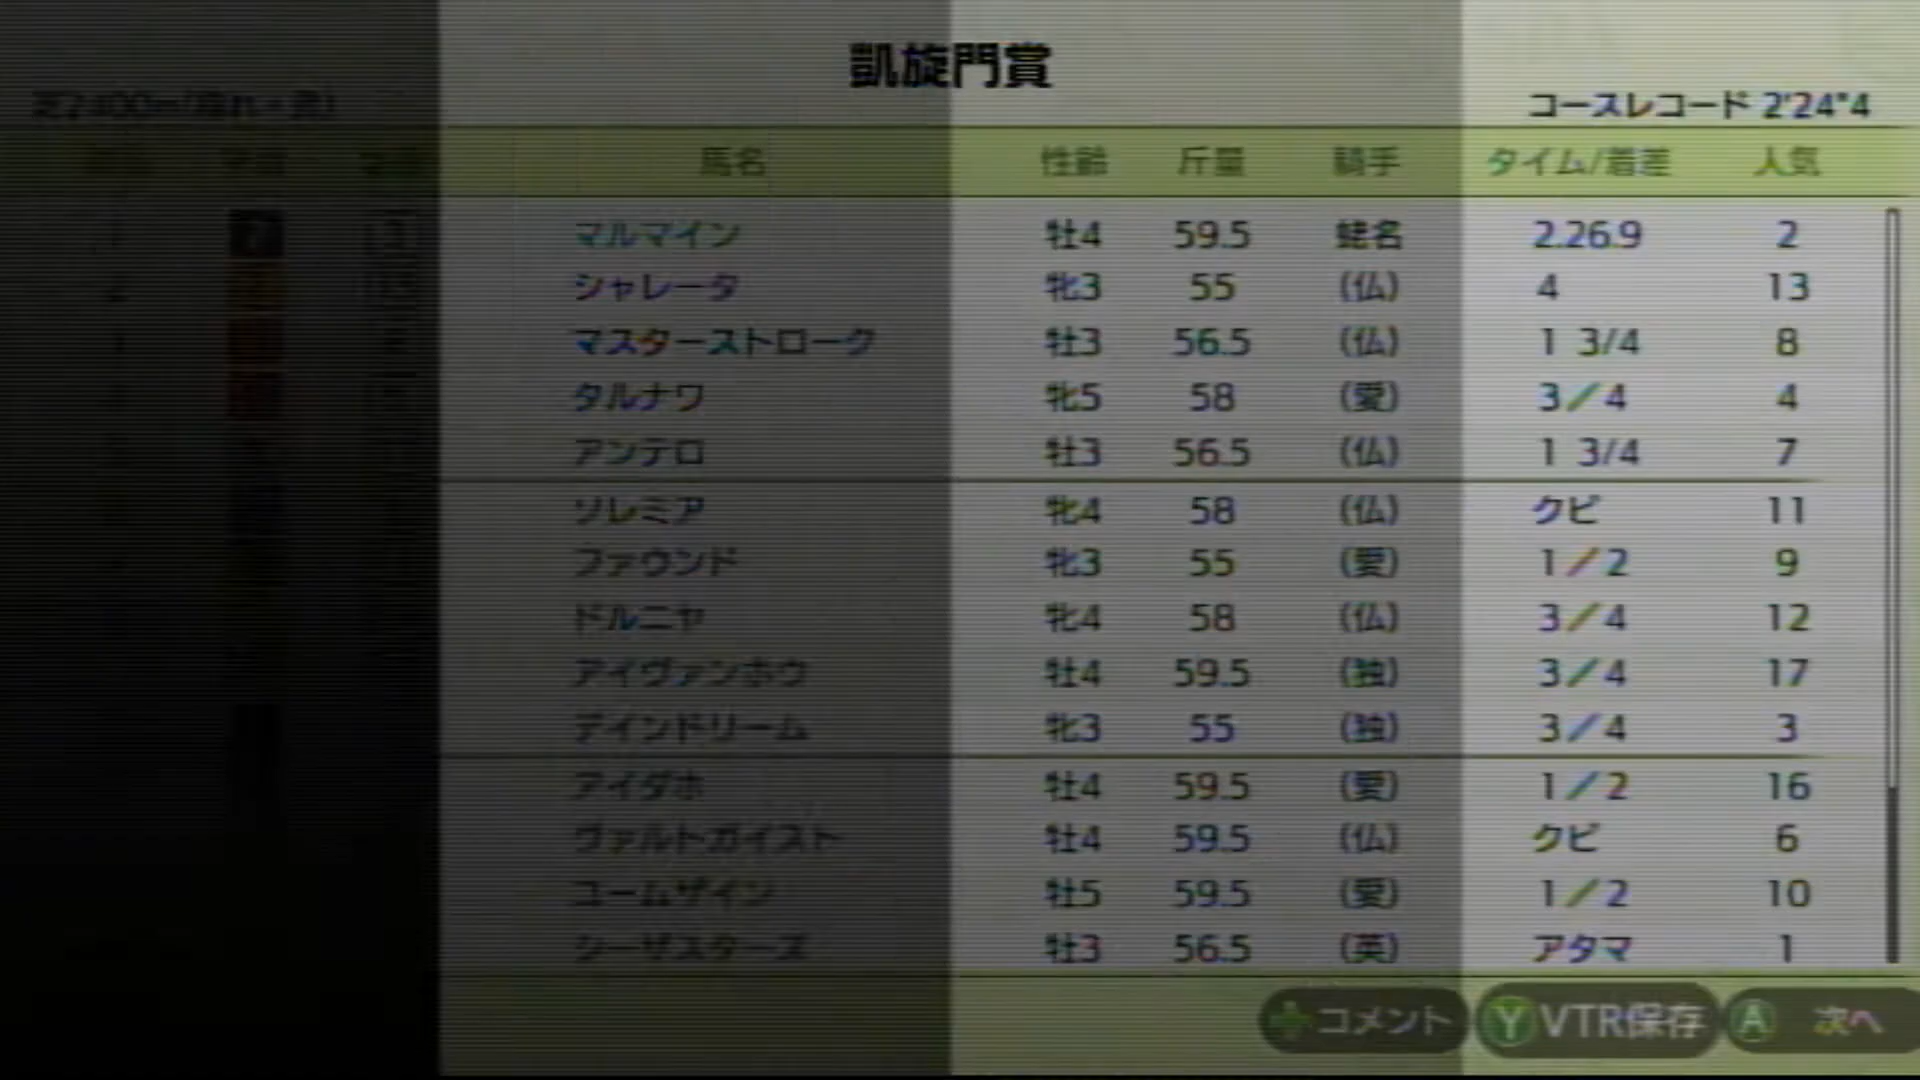 凱旋門賞
コースレコード 2'24"4
馬名 性齢 斤量 騎手 タイム/着差 人気
マルマイン 牡4 59.5 蛯名 2.26.9 2
シャレータ 牝3 55 (仏) 4 13
マスターストローク 牡3 56.5 (仏) 1 3/4 8
タルナワ 牝5 58 (愛) 3/4 4
アンテロ 牡3 56.5 (仏) 1 3/4 7
ソレミア 牝4 58 (仏) クビ 11
ファウンド 牝3 55 (愛) 1/2 9
ドルニヤ 牝4 58 (仏) 3/4 12
アイヴァンホウ 牡4 59.5 (独) 3/4 17
デインドリーム 牝3 55 (独) 3/4 3
アイダホ 牡4 59.5 (愛) 1/2 16
ヴァルトガイスト 牡4 59.5 (仏) クビ 6
ユームザイン 牡5 59.5 (愛) 1/2 10
シーザスターズ 牡3 56.5 (英) アタマ 1
コメント Y VTR保存 A 次へ